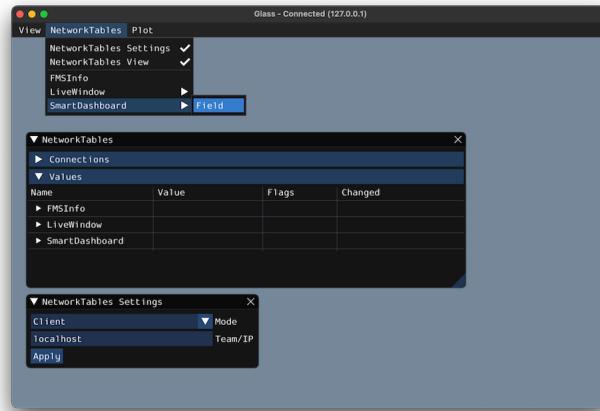 Glass - Connected (127.0.0.1)
View NetworkTables Plot
NetworkTables Settings
NetworkTables View
FMSInfo
LiveWindow
SmartDashboard Field
NetworkTables
Connections
Values
Name Value Flags Changed
FMSInfo
LiveWindow
SmartDashboard
NetworkTables Settings
Client Mode
localhost Team/IP
Apply